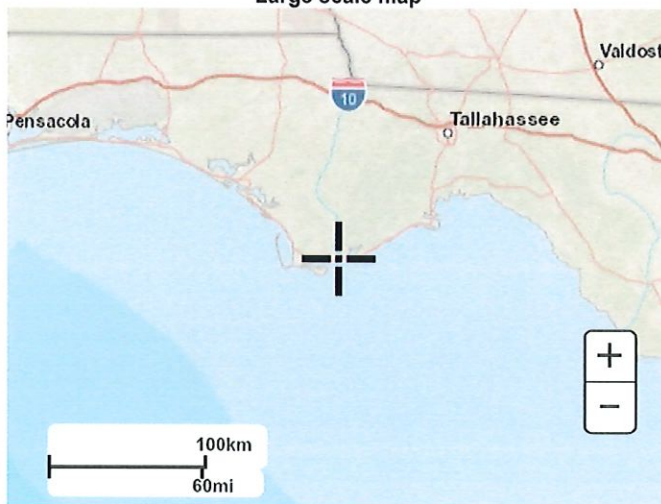 Large scale map
Valdost
10
Pensacola
Tallahassee
+
−
100km
60mi